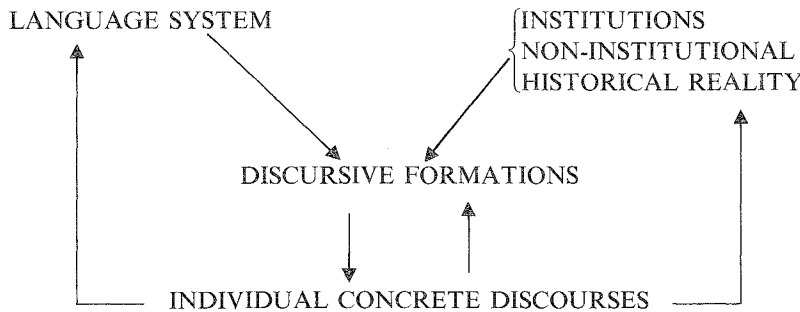 LANGUAGE SYSTEM
INSTITUTIONS
NON-INSTITUTIONAL
HISTORICAL REALITY
DISCURSIVE FORMATIONS
INDIVIDUAL CONCRETE DISCOURSES